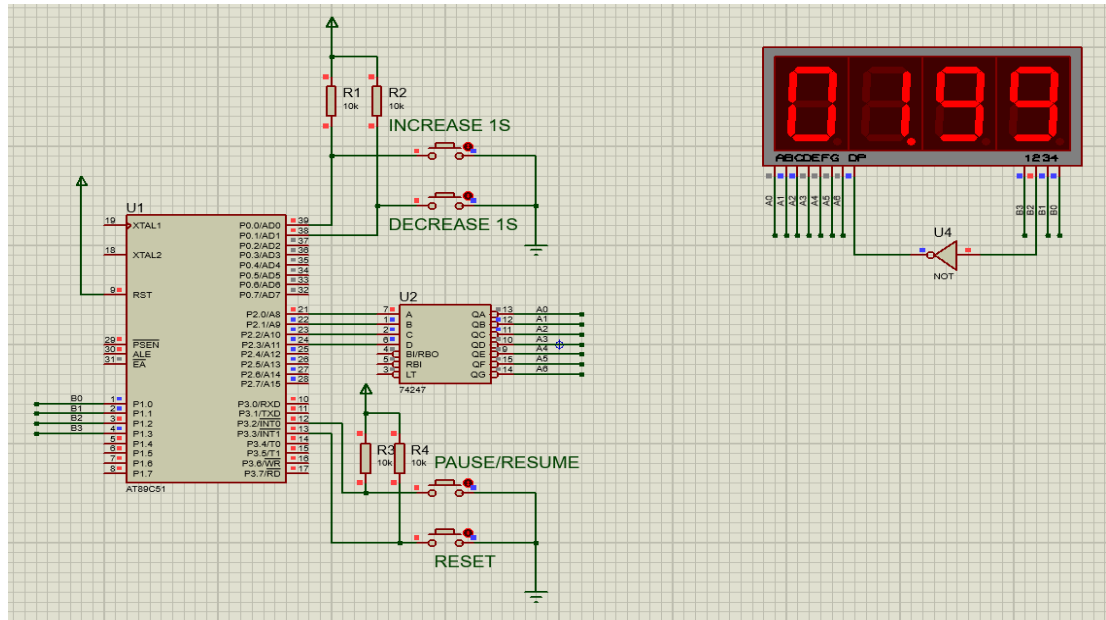 R1
10k
R2
10k
INCREASE 1S
DECREASE 1S
0 1.9 9
ABCDEFG DP
1234
A0
A1
A2
A3
A4
A5
A6
B3
B2
B1
B0
U4
NOT
U1
19
XTAL1
18
XTAL2
9
RST
29
PSEN
30
ALE
31
EA
B0
1
P1.0
B1
2
P1.1
B2
3
P1.2
B3
4
P1.3
5
P1.4
6
P1.5
7
P1.6
8
P1.7
P0.0/AD0
39
P0.1/AD1
38
P0.2/AD2
37
P0.3/AD3
36
P0.4/AD4
35
P0.5/AD5
34
P0.6/AD6
33
P0.7/AD7
32
P2.0/A8
21
P2.1/A9
22
P2.2/A10
23
P2.3/A11
24
P2.4/A12
25
P2.5/A13
26
P2.6/A14
27
P2.7/A15
28
P3.0/RXD
10
P3.1/TXD
11
P3.2/INT0
12
P3.3/INT1
13
P3.4/T0
14
P3.5/T1
15
P3.6/WR
16
P3.7/RD
17
AT89C51
U2
7
A
1
B
2
C
6
D
4
BI/RBO
5
RBI
3
LT
QA
13
A0
QB
12
A1
QC
11
A2
QD
10
A3
QE
9
A4
QF
15
A5
QG
14
A6
74247
R3
10k
R4
10k
PAUSE/RESUME
RESET